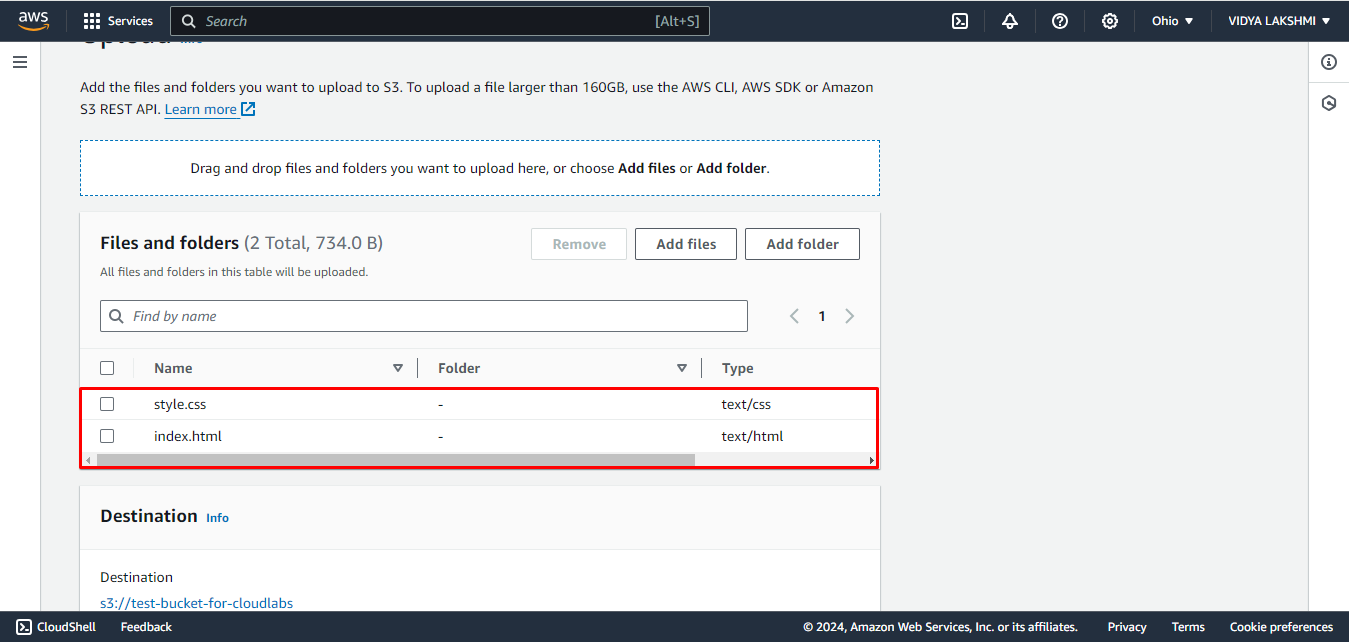 aws
Services
Search
[Alt+S]
Ohio
VIDYA LAKSHMI
Upload Info
Add the files and folders you want to upload to S3. To upload a file larger than 160GB, use the AWS CLI, AWS SDK or Amazon
S3 REST API. Learn more
Drag and drop files and folders you want to upload here, or choose Add files or Add folder.
Files and folders (2 Total, 734.0 B)
Remove
Add files
Add folder
All files and folders in this table will be uploaded.
Find by name
1
Name Folder Type
style.css - text/css
index.html - text/html
Destination Info
Destination
s3://test-bucket-for-cloudlabs
CloudShell Feedback © 2024, Amazon Web Services, Inc. or its affiliates. Privacy Terms Cookie preferences